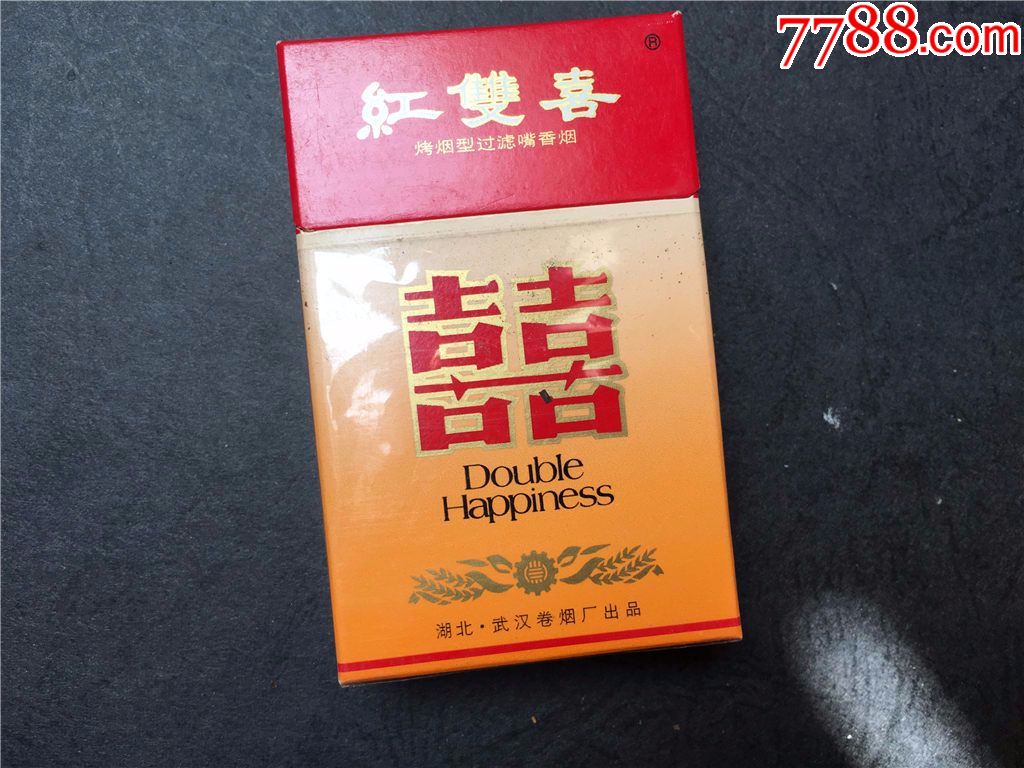 7788.com
®
紅雙喜
烤烟型过滤嘴香烟
囍
Double
Happiness
湖北·武汉卷烟厂出品